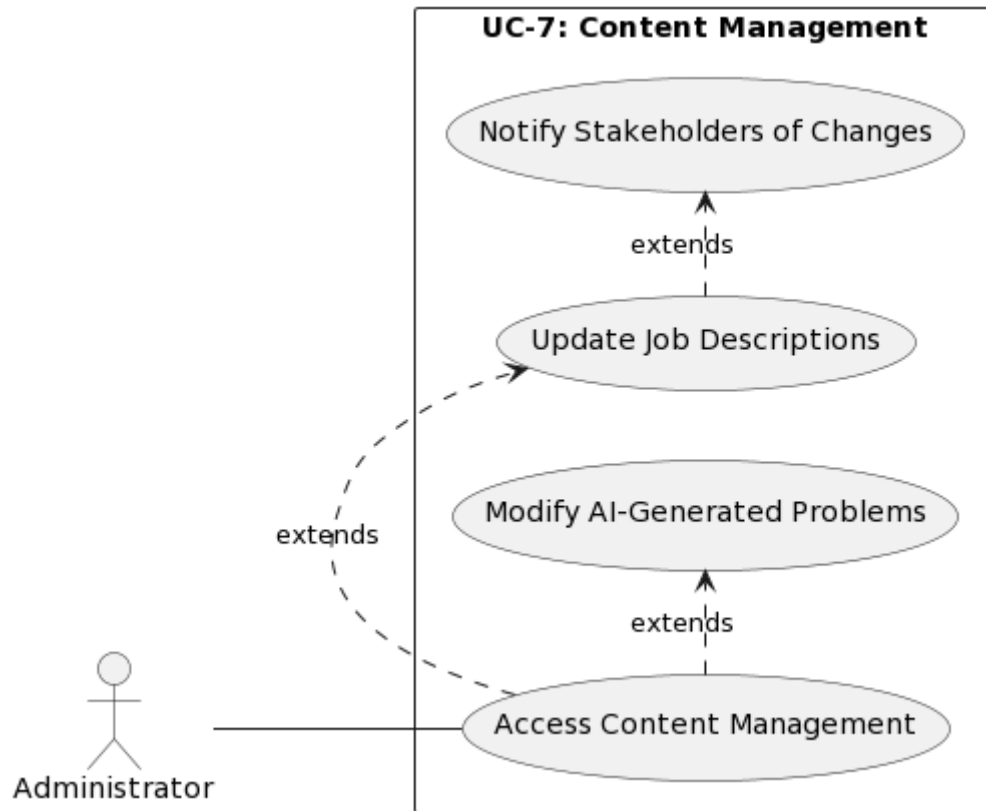 UC-7: Content Management
Notify Stakeholders of Changes
extends
Update Job Descriptions
Modify AI-Generated Problems
extends
extends
Access Content Management
Administrator